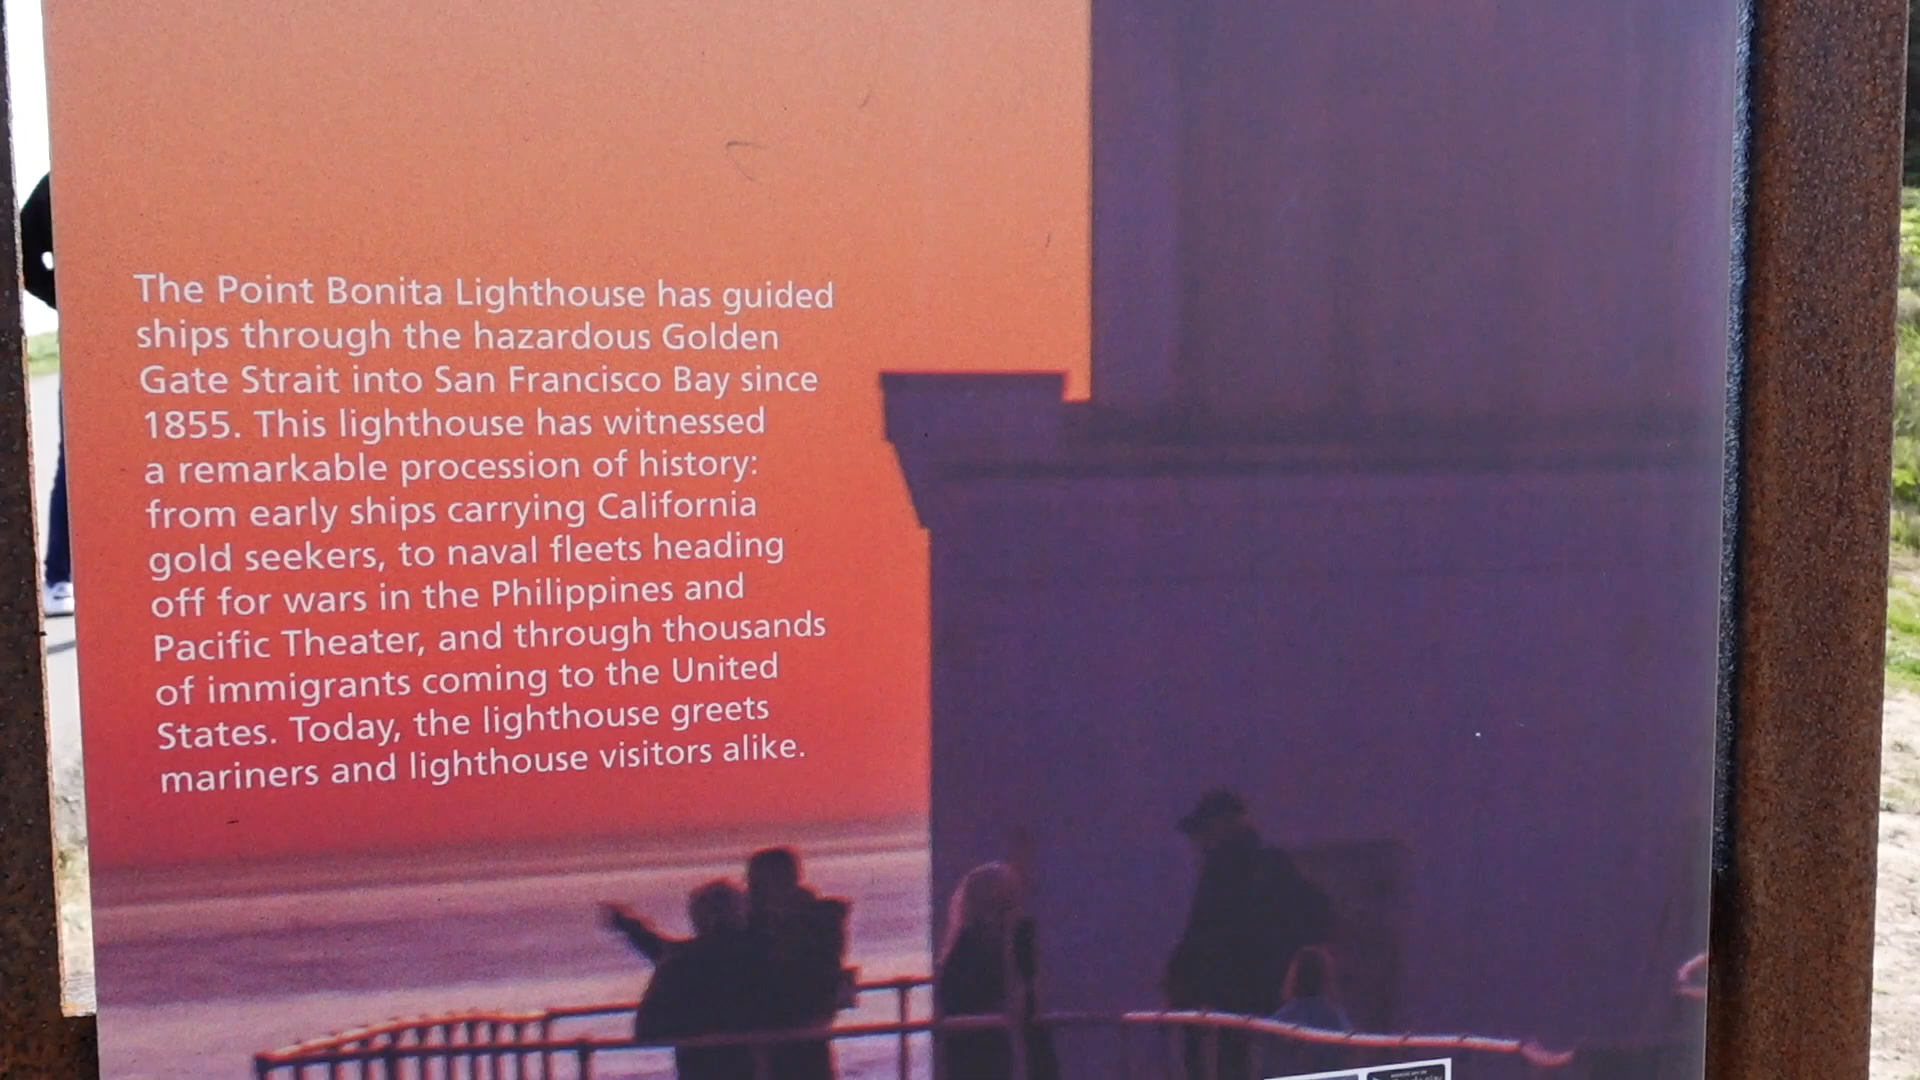 The Point Bonita Lighthouse has guided
ships through the hazardous Golden
Gate Strait into San Francisco Bay since
1855. This lighthouse has witnessed
a remarkable procession of history:
from early ships carrying California
gold seekers, to naval fleets heading
off for wars in the Philippines and
Pacific Theater, and through thousands
of immigrants coming to the United
States. Today, the lighthouse greets
mariners and lighthouse visitors alike.